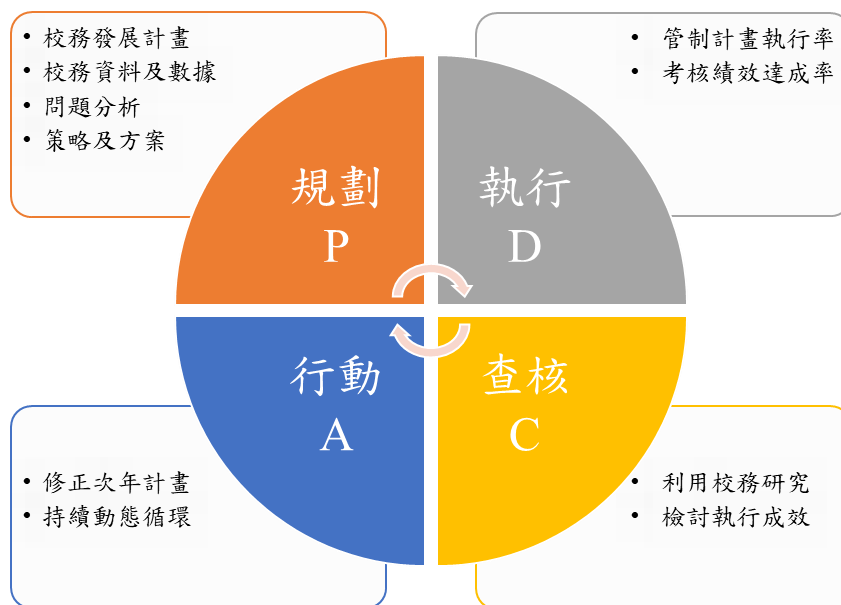 • 校務發展計畫
• 校務資料及數據
• 問題分析
• 策略及方案
• 管制計畫執行率
• 考核績效達成率
規劃
P
執行
D
行動
A
查核
C
• 修正次年計畫
• 持續動態循環
• 利用校務研究
• 檢討執行成效